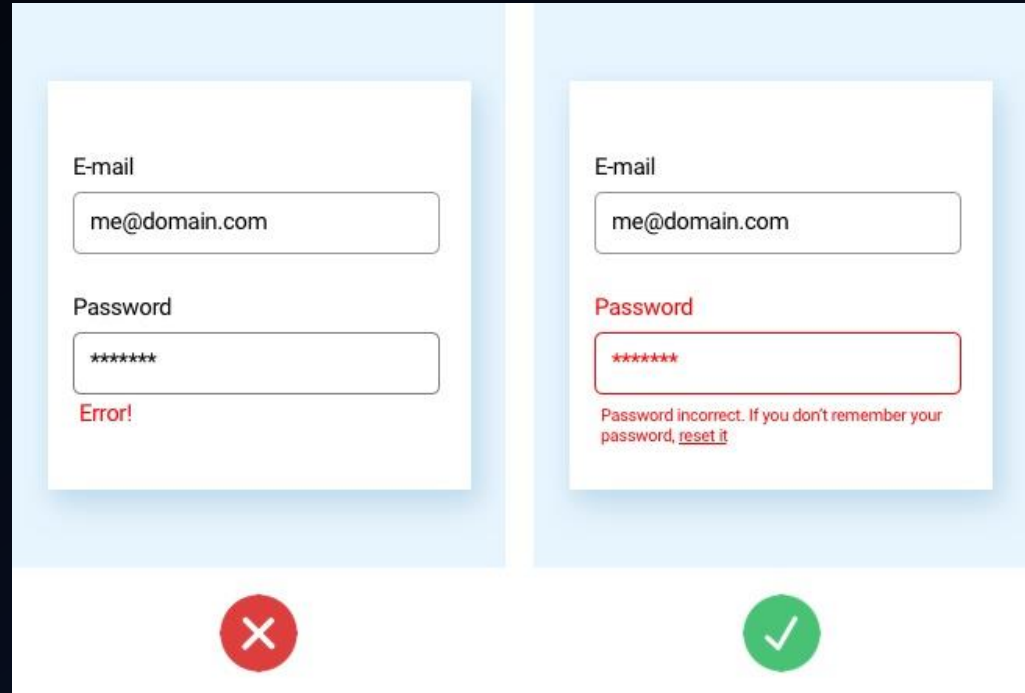 E-mail
me@domain.com
Password
*******
Error!
E-mail
me@domain.com
Password
*******
Password incorrect. If you don't remember your
password, reset it